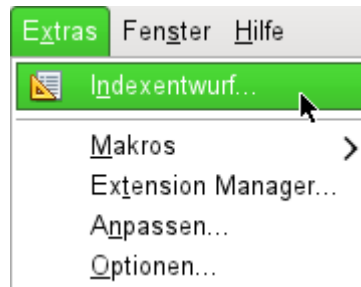 Extras Fenster Hilfe
Indexentwurf...
Makros
Extension Manager...
Anpassen...
Optionen...